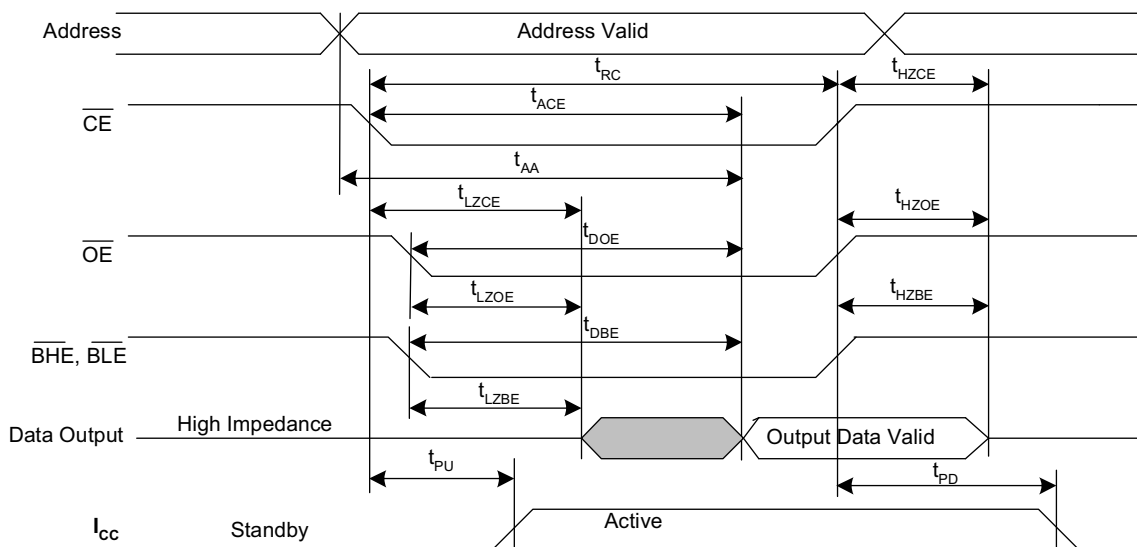 Address
Address Valid
tRC
tHZCE
CE
tACE
tAA
tLZCE
tHZOE
OE
tDOE
tLZOE
tHZBE
BHE, BLE
tDBE
tLZBE
Data Output
High Impedance
Output Data Valid
tPU
tPD
ICC
Standby
Active